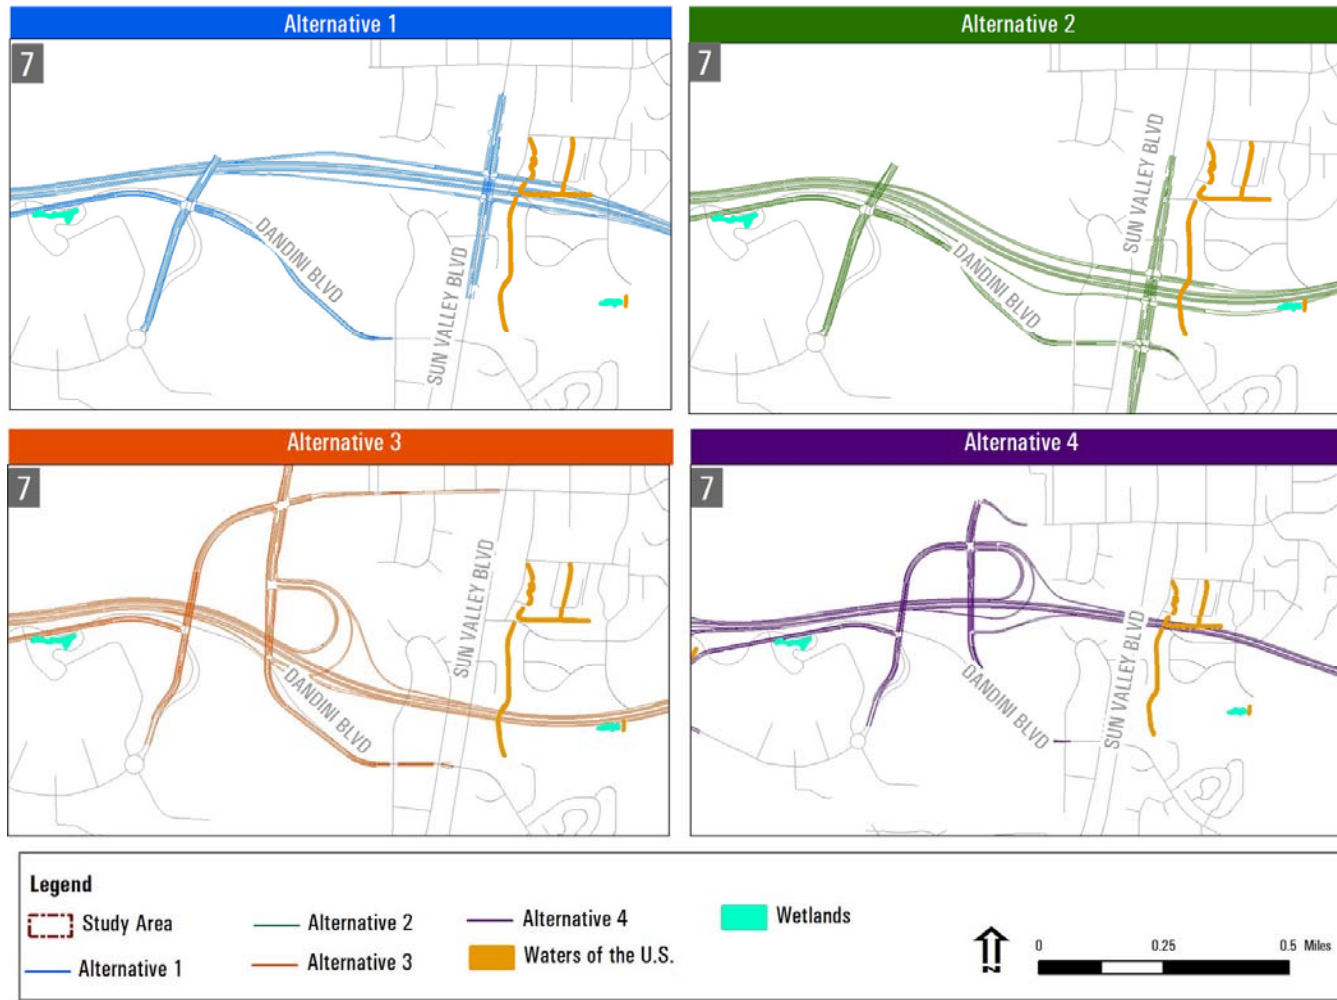 Alternative 1
Alternative 2
7
DANDINI BLVD
SUN VALLEY BLVD
7
SUN VALLEY BLVD
DANDINI BLVD
Alternative 3
Alternative 4
7
SUN VALLEY BLVD
DANDINI BLVD
7
DANDINI BLVD
SUN VALLEY BLVD
Legend
Study Area
Alternative 1
Alternative 2
Alternative 3
Alternative 4
Waters of the U.S.
Wetlands
N
0 0.25 0.5 Miles